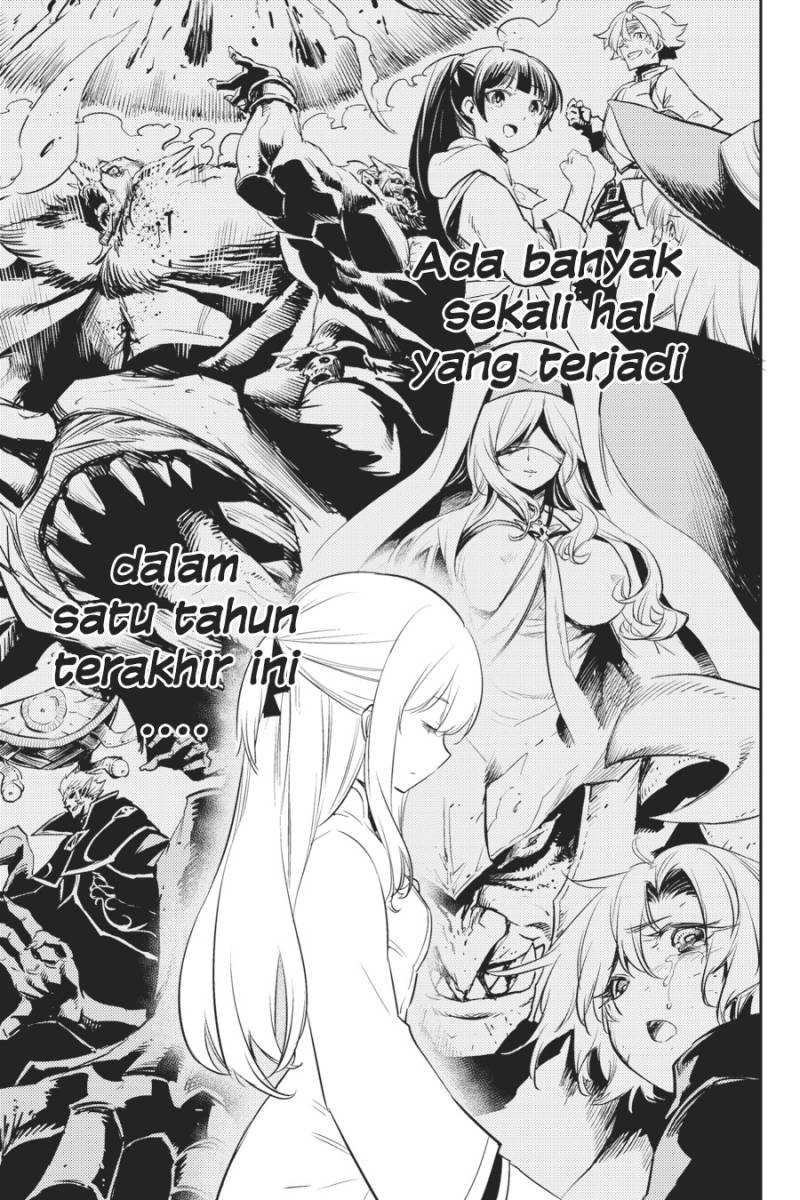 Ada banyak
sekali hal
yang terjadi
dalam
satu tahun
terakhir ini
....